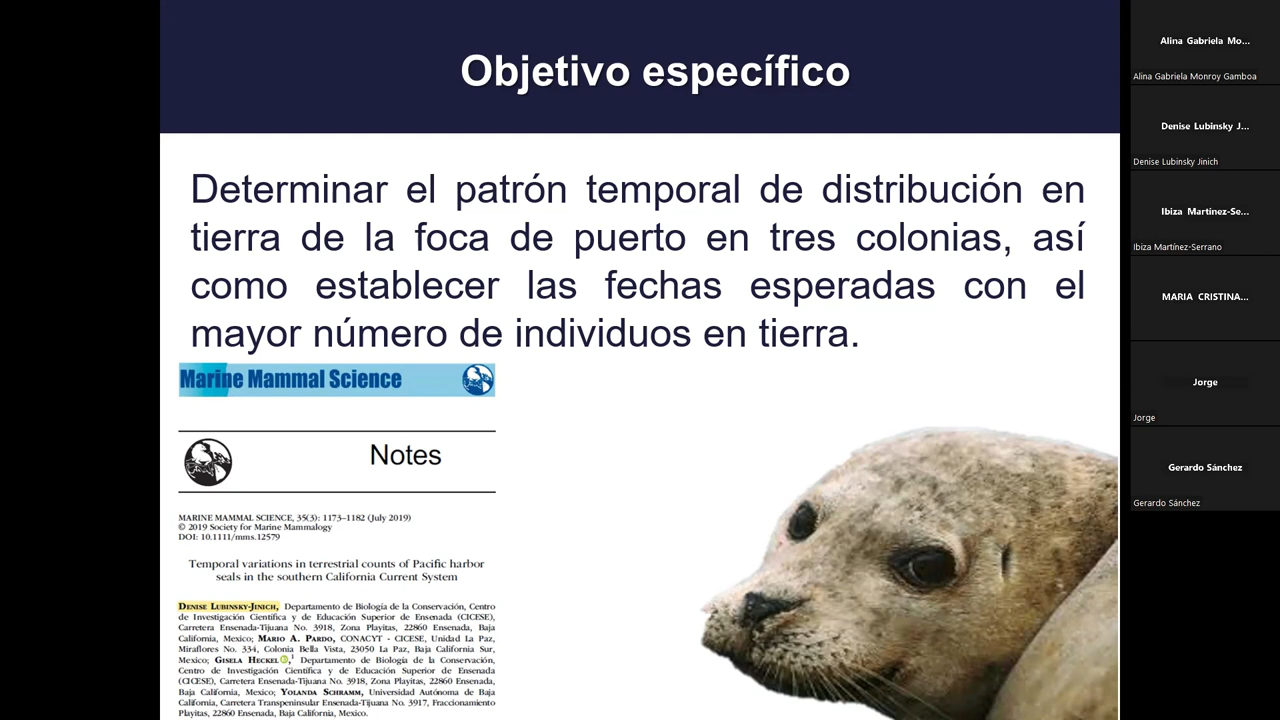 Objetivo específico
Determinar el patrón temporal de distribución en
tierra de la foca de puerto en tres colonias, así
como establecer las fechas esperadas con el
mayor número de individuos en tierra.
Marine Mammal Science
Notes
MARINE MAMMAL SCIENCE, 35(3): 1173–1182 (July 2019)
© 2019 Society for Marine Mammalogy
DOI: 10.1111/mms.12579
Temporal variations in terrestrial counts of Pacific harbor
seals in the southern California Current System
Denise Lubinsky-Jinich, Departamento de Biología de la Conservación, Centro
de Investigación Científica y de Educación Superior de Ensenada (CICESE),
Carretera Ensenada-Tijuana No. 3918, Zona Playitas, 22860 Ensenada, Baja
California, Mexico; Mario A. Pardo, CONACYT - CICESE, Unidad La Paz,
Miraflores No. 334, Colonia Bella Vista, 23050 La Paz, Baja California Sur,
Mexico; Gisela Heckel iD,1 Departamento de Biología de la Conservación,
Centro de Investigación Científica y de Educación Superior de Ensenada
(CICESE), Carretera Ensenada-Tijuana No. 3918, Zona Playitas, 22860 Ensenada,
Baja California, Mexico; Yolanda Schramm, Universidad Autónoma de Baja
California, Carretera Transpeninsular Ensenada-Tijuana No. 3917, Fraccionamiento
Playitas, 22860 Ensenada, Baja California, Mexico.
Alina Gabriela Mo...
Alina Gabriela Monroy Gamboa
Denise Lubinsky J...
Denise Lubinsky Jinich
Ibiza Martínez-Se...
Ibiza Martínez-Serrano
MARIA CRISTINA...
Jorge
Jorge
Gerardo Sánchez
Gerardo Sánchez